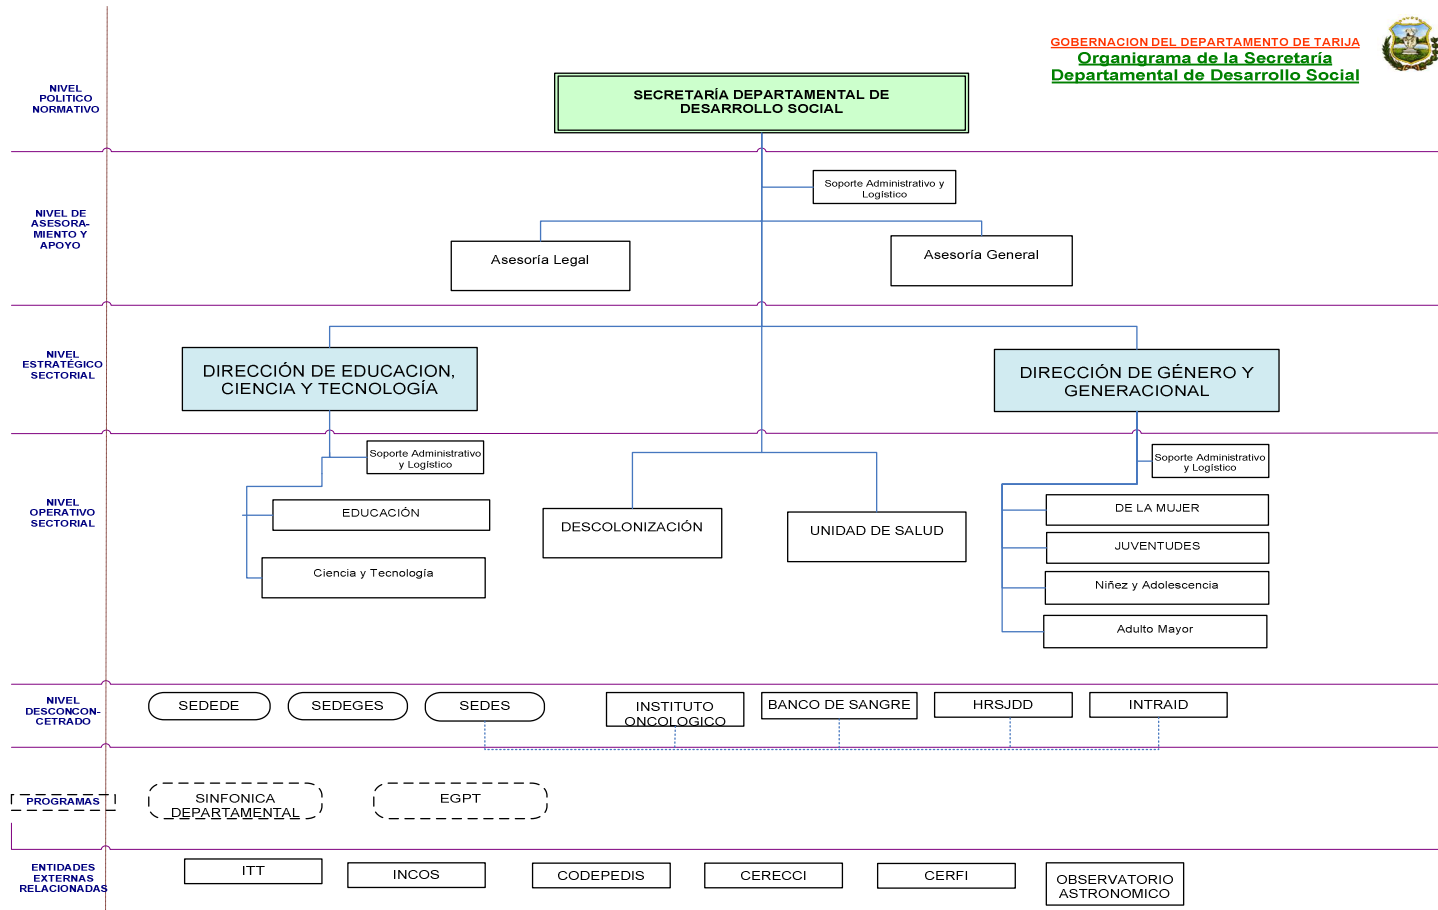 GOBERNACION DEL DEPARTAMENTO DE TARIJA
Organigrama de la Secretaría
Departamental de Desarrollo Social
NIVEL
POLITICO
NORMATIVO
SECRETARÍA DEPARTAMENTAL DE
DESARROLLO SOCIAL
NIVEL DE
ASESORA-
MIENTO Y
APOYO
Soporte Administrativo y
Logístico
Asesoría Legal
Asesoría General
NIVEL
ESTRATÉGICO
SECTORIAL
DIRECCIÓN DE EDUCACION,
CIENCIA Y TECNOLOGÍA
DIRECCIÓN DE GÉNERO Y
GENERACIONAL
NIVEL
OPERATIVO
SECTORIAL
Soporte Administrativo
y Logístico
EDUCACIÓN
Ciencia y Tecnología
DESCOLONIZACIÓN
UNIDAD DE SALUD
Soporte Administrativo
y Logístico
DE LA MUJER
JUVENTUDES
Niñez y Adolescencia
Adulto Mayor
NIVEL
DESCONCON-
CETRADO
SEDEDE
SEDEGES
SEDES
INSTITUTO
ONCOLOGICO
BANCO DE SANGRE
HRSJDD
INTRAID
PROGRAMAS
SINFONICA
DEPARTAMENTAL
EGPT
ENTIDADES
EXTERNAS
RELACIONADAS
ITT
INCOS
CODEPEDIS
CERECCI
CERFI
OBSERVATORIO
ASTRONOMICO